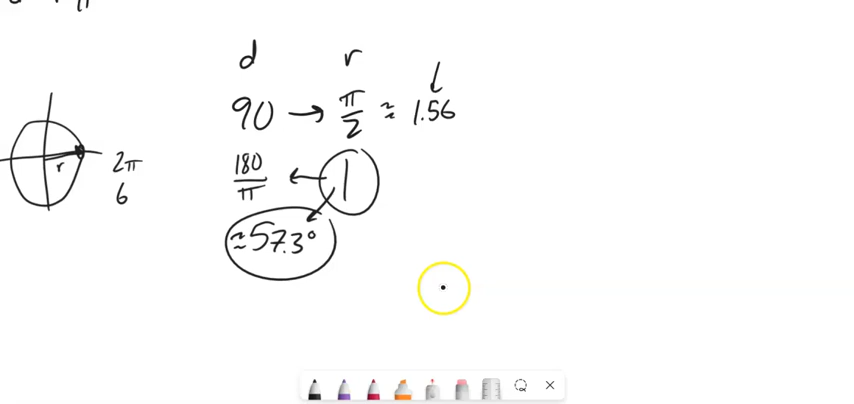 d r
90 → π/2 ≈ 1.56
180/π ← 1
≈ 57.3°
r 2π
6